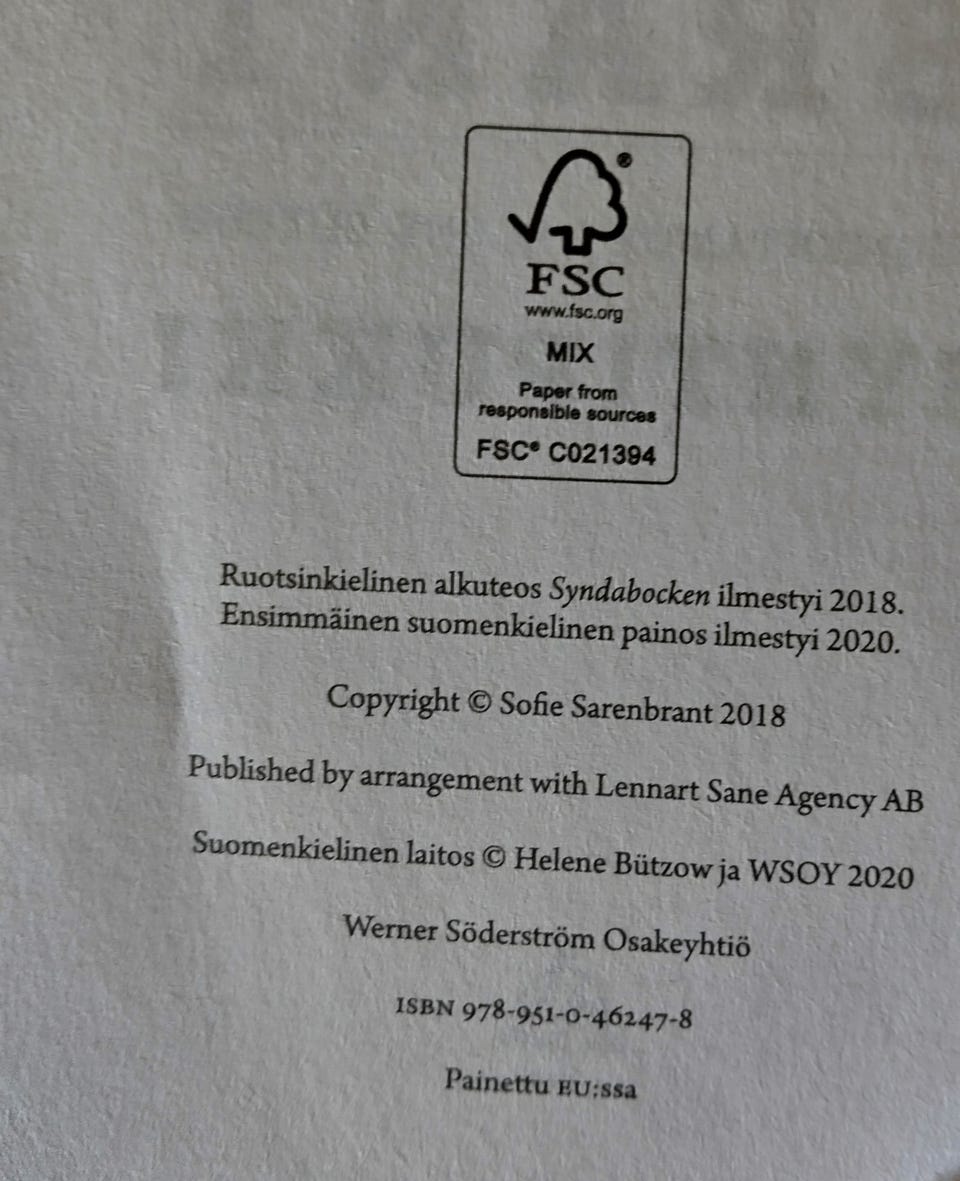 ®
FSC
www.fsc.org
MIX
Paper from
responsible sources
FSC® C021394
Ruotsinkielinen alkuteos Syndabocken ilmestyi 2018.
Ensimmäinen suomenkielinen painos ilmestyi 2020.
Copyright © Sofie Sarenbrant 2018
Published by arrangement with Lennart Sane Agency AB
Suomenkielinen laitos © Helene Bützow ja WSOY 2020
Werner Söderström Osakeyhtiö
ISBN 978-951-0-46247-8
Painettu EU:ssa